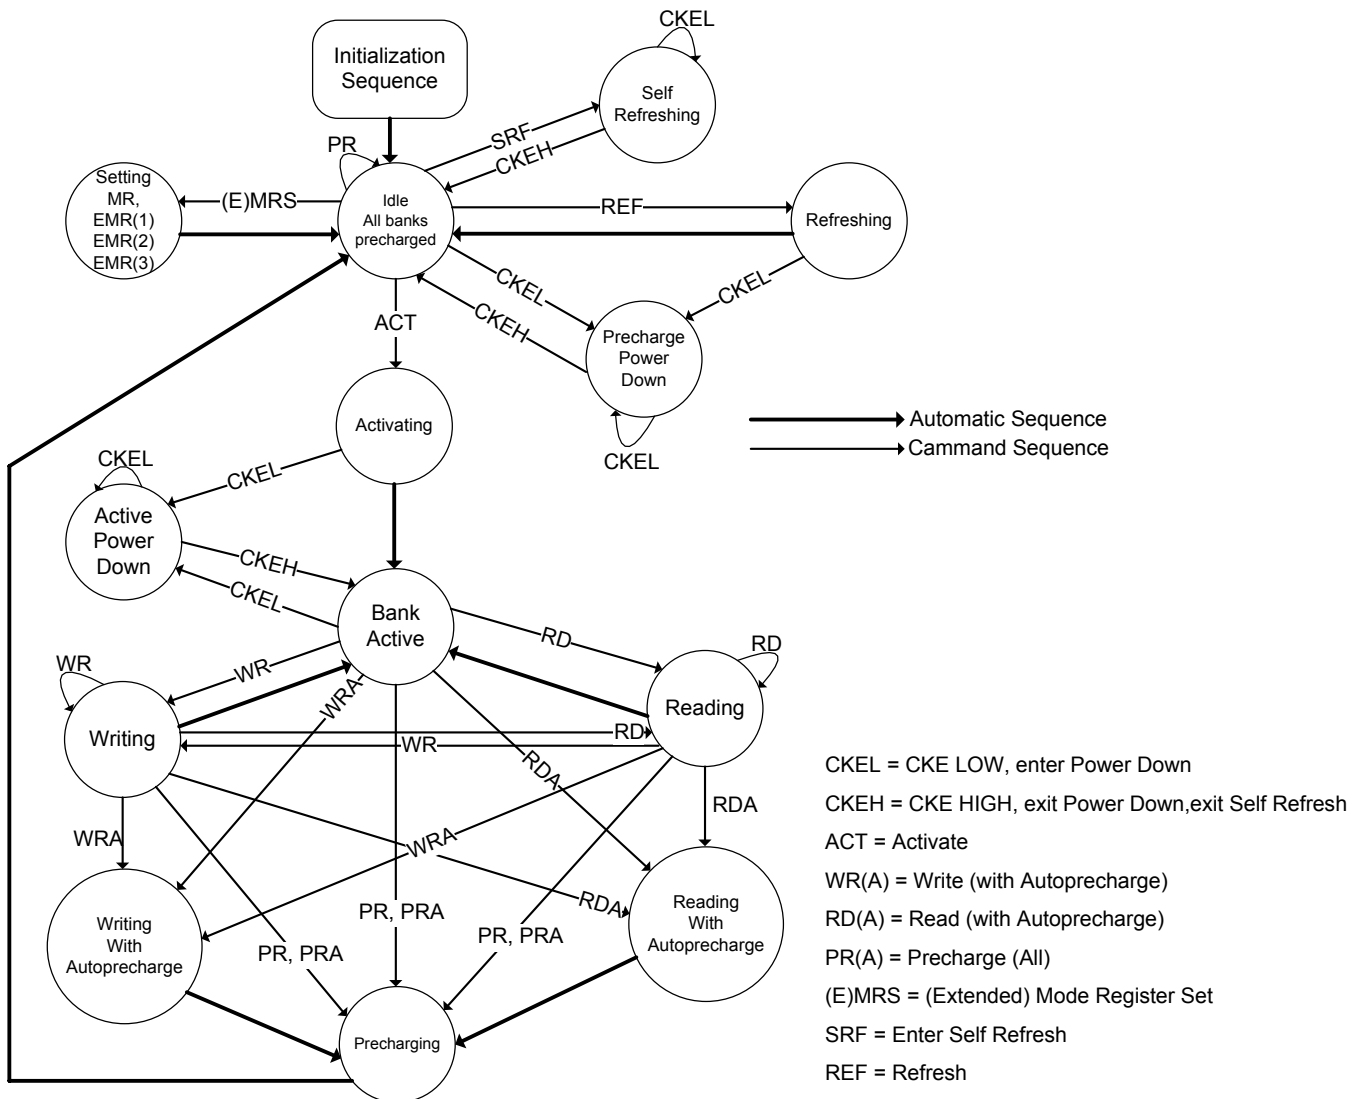 CKEL
Initialization
Sequence
Self
Refreshing
SRF
CKEH
PR
Setting
MR,
EMR(1)
EMR(2)
EMR(3)
(E)MRS
Idle
All banks
precharged
REF
Refreshing
CKEL
CKEH
CKEL
ACT
Precharge
Power
Down
CKEL
Activating
Automatic Sequence
Cammand Sequence
CKEL
CKEL
Active
Power
Down
CKEH
CKEL
Bank
Active
RD
RD
WR
WR
WRA
Reading
Writing
RD
WR
RDA
RDA
WRA
WRA
RDA
PR, PRA
PR, PRA
PR, PRA
Writing
With
Autoprecharge
Reading
With
Autoprecharge
Precharging
CKEL = CKE LOW, enter Power Down
CKEH = CKE HIGH, exit Power Down,exit Self Refresh
ACT = Activate
WR(A) = Write (with Autoprecharge)
RD(A) = Read (with Autoprecharge)
PR(A) = Precharge (All)
(E)MRS = (Extended) Mode Register Set
SRF = Enter Self Refresh
REF = Refresh